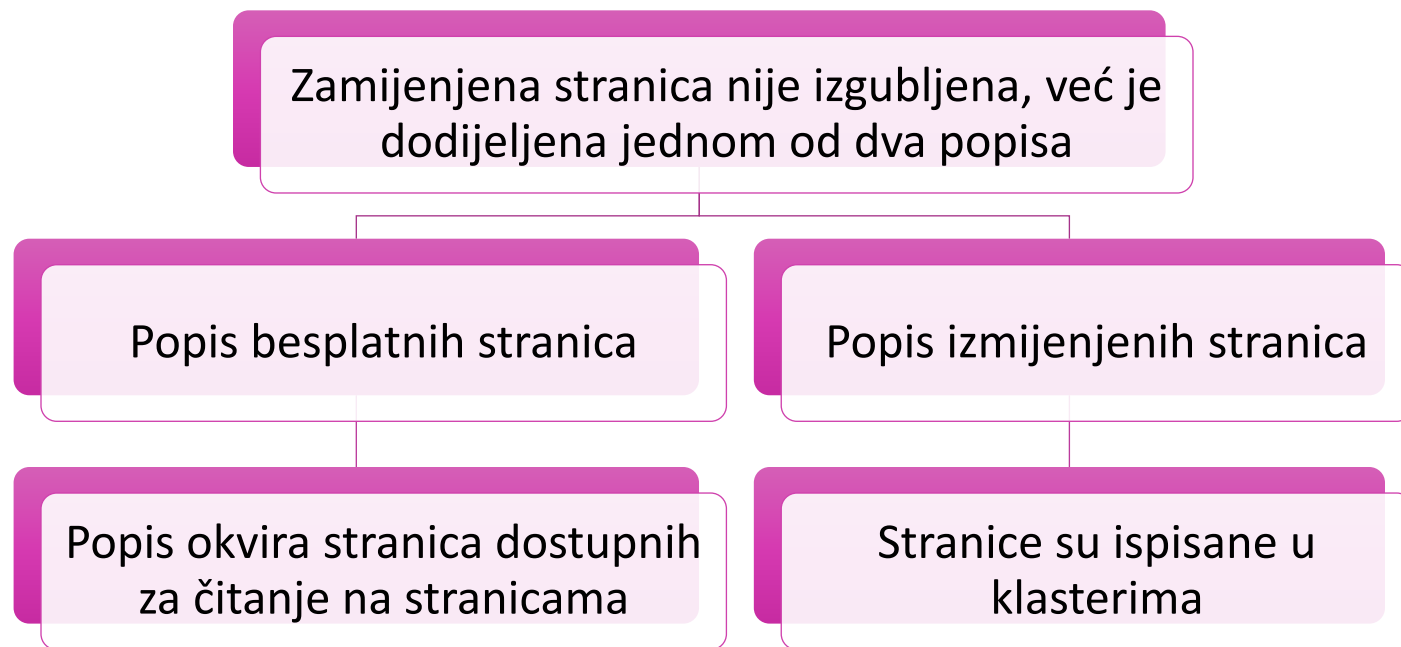 Zamijenjena stranica nije izgubljena, već je
dodijeljena jednom od dva popisa
Popis besplatnih stranica
Popis izmijenjenih stranica
Popis okvira stranica dostupnih
za čitanje na stranicama
Stranice su ispisane u
klasterima